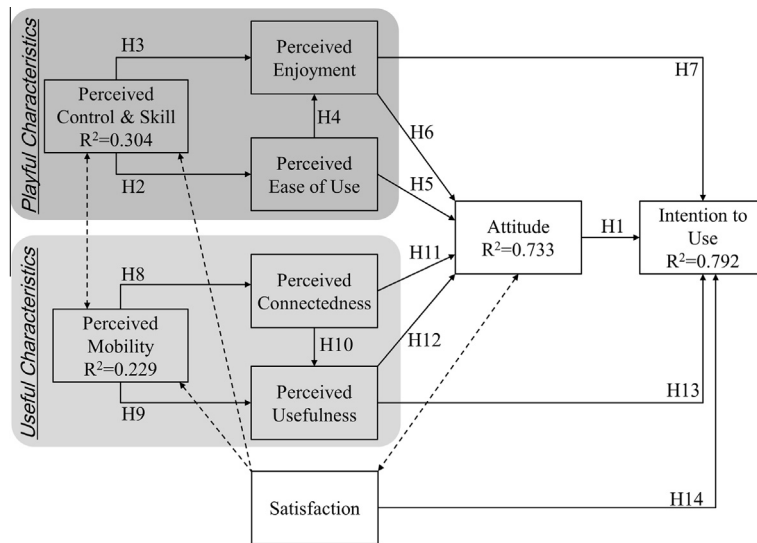 Playful Characteristics
H3
Perceived
Enjoyment
H7
Perceived
Control & Skill
R²=0.304
H4
H6
H2
Perceived
Ease of Use
H5
Attitude
R²=0.733
H1
Intention to
Use
R²=0.792
Useful Characteristics
H8
Perceived
Connectedness
H11
Perceived
Mobility
R²=0.229
H10
H12
H9
Perceived
Usefulness
H13
Satisfaction
H14